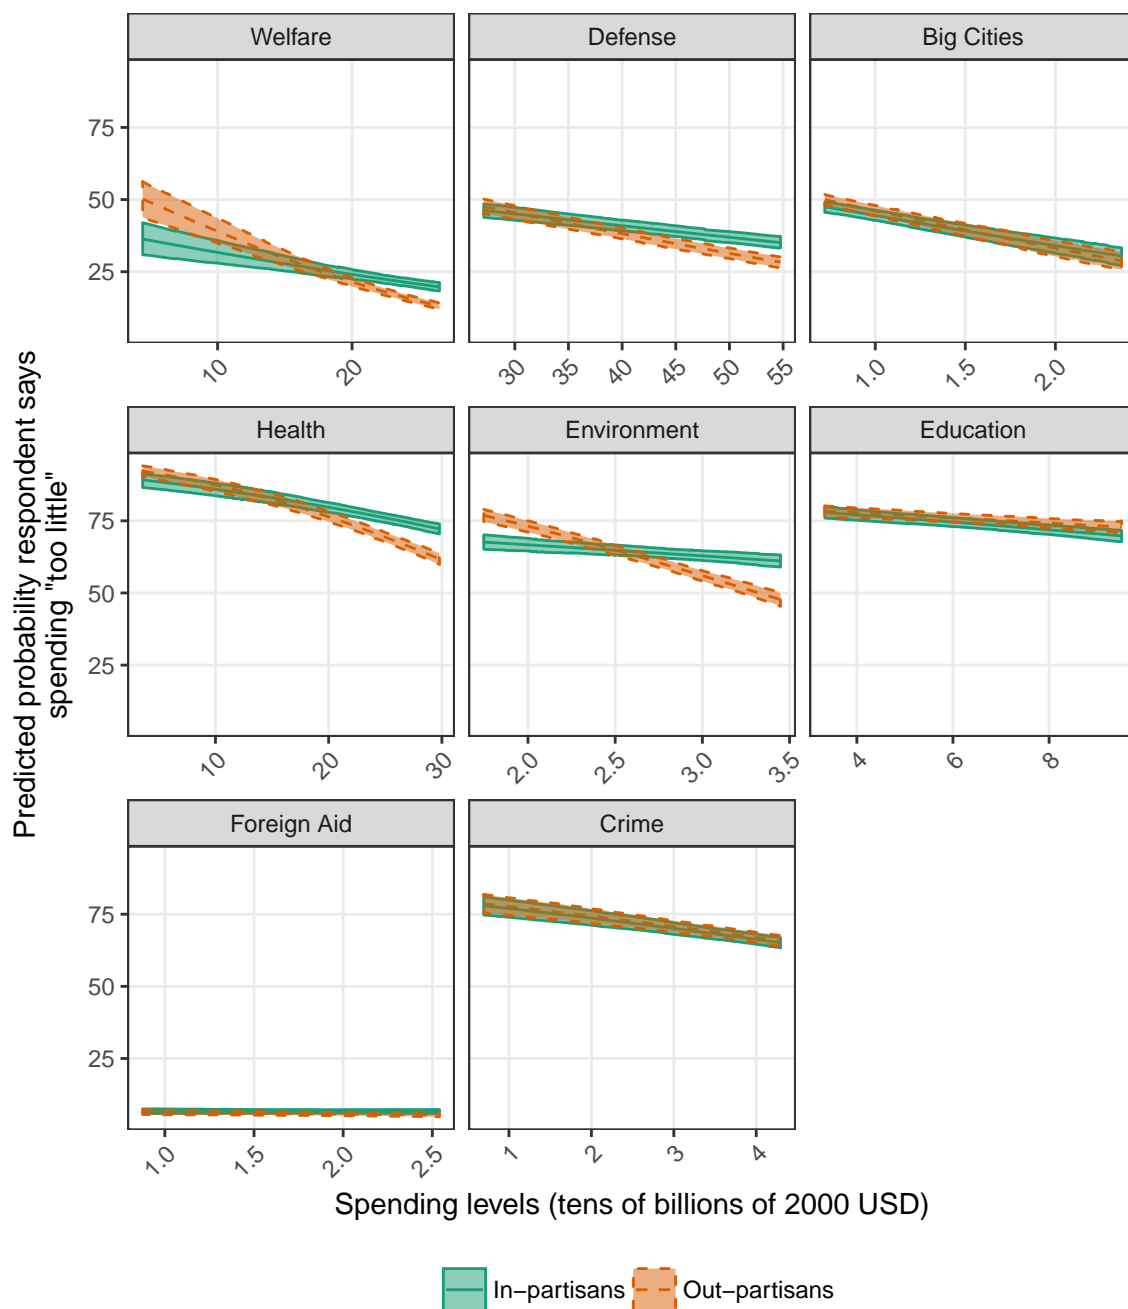 Welfare
Defense
Big Cities
75
50
25
10
20
30
35
40
45
50
55
1.0
1.5
2.0
Health
Environment
Education
75
50
25
10
20
30
2.0
2.5
3.0
3.5
4
6
8
Foreign Aid
Crime
75
50
25
1.0
1.5
2.0
2.5
1
2
3
4
Predicted probability respondent says
spending "too little"
Spending levels (tens of billions of 2000 USD)
In−partisans
Out−partisans